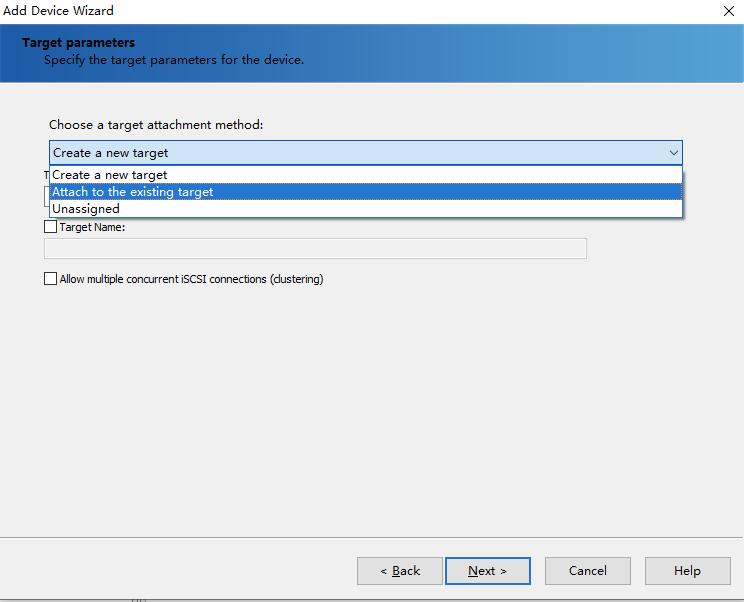 Add Device Wizard
Target parameters
Specify the target parameters for the device.
Choose a target attachment method:
Create a new target
Create a new target
Attach to the existing target
Unassigned
Target Name:
Allow multiple concurrent iSCSI connections (clustering)
< Back
Next >
Cancel
Help